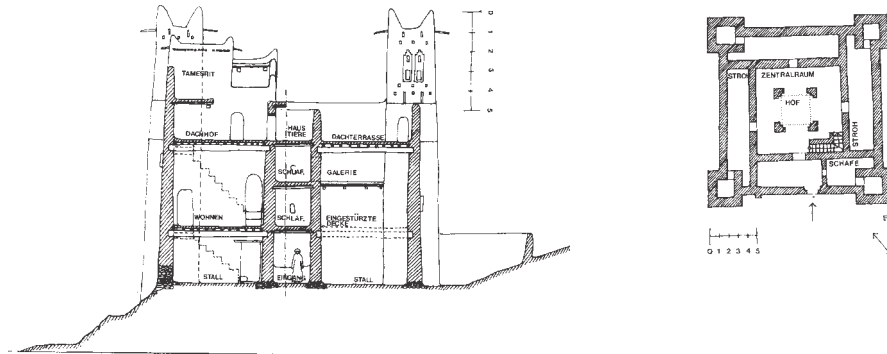 0 1 2 3 4 5
TAMESRIT
DACHHOF
HAUS
TIERE
DACHTERRASSE
SCHLAF.
GALERIE
WOHNEN
SCHLAF.
EINGESTÜRZTE
DECKE
STALL
EINGANG
STALL
STROH
ZENTRALRAUM
HOF
STROH
SCHAFE
0 1 2 3 4 5